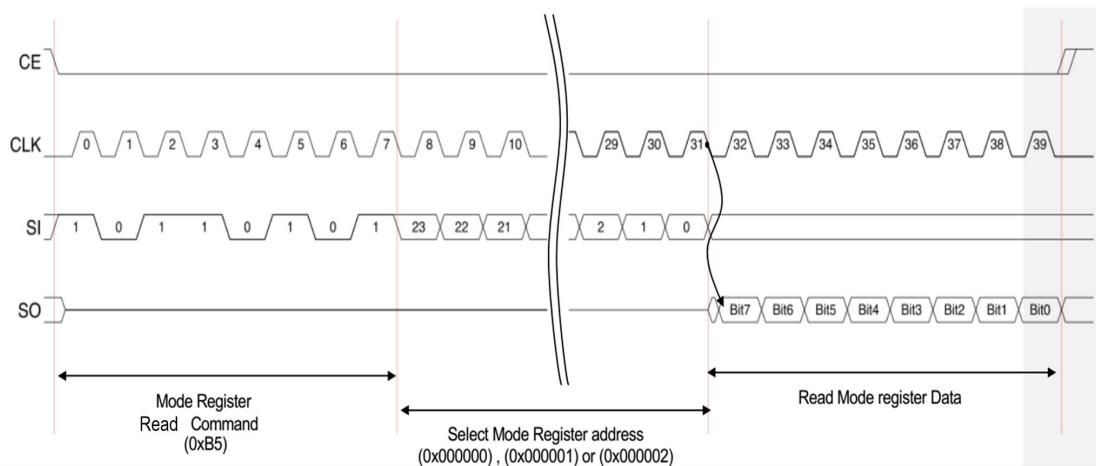 CE
CLK 0 1 2 3 4 5 6 7 8 9 10 29 30 31 32 33 34 35 36 37 38 39
SI 1 0 1 1 0 1 0 1 23 22 21 2 1 0
SO Bit7 Bit6 Bit5 Bit4 Bit3 Bit2 Bit1 Bit0
Mode Register
Read Command
(0xB5)
Select Mode Register address
(0x000000) , (0x000001) or (0x000002)
Read Mode register Data